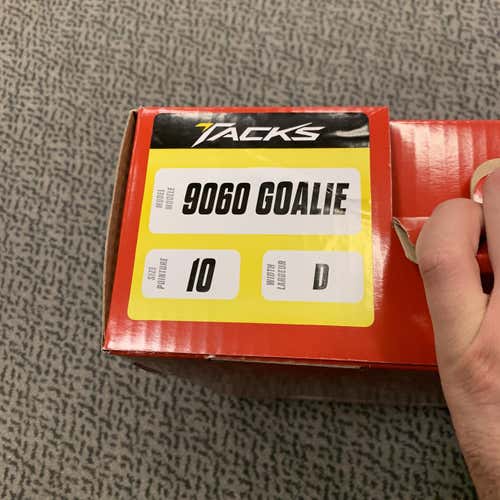 TACKS
MODEL
MODÈLE
9060 GOALIE
SIZE
POINTURE
10
WIDTH
LARGEUR
D